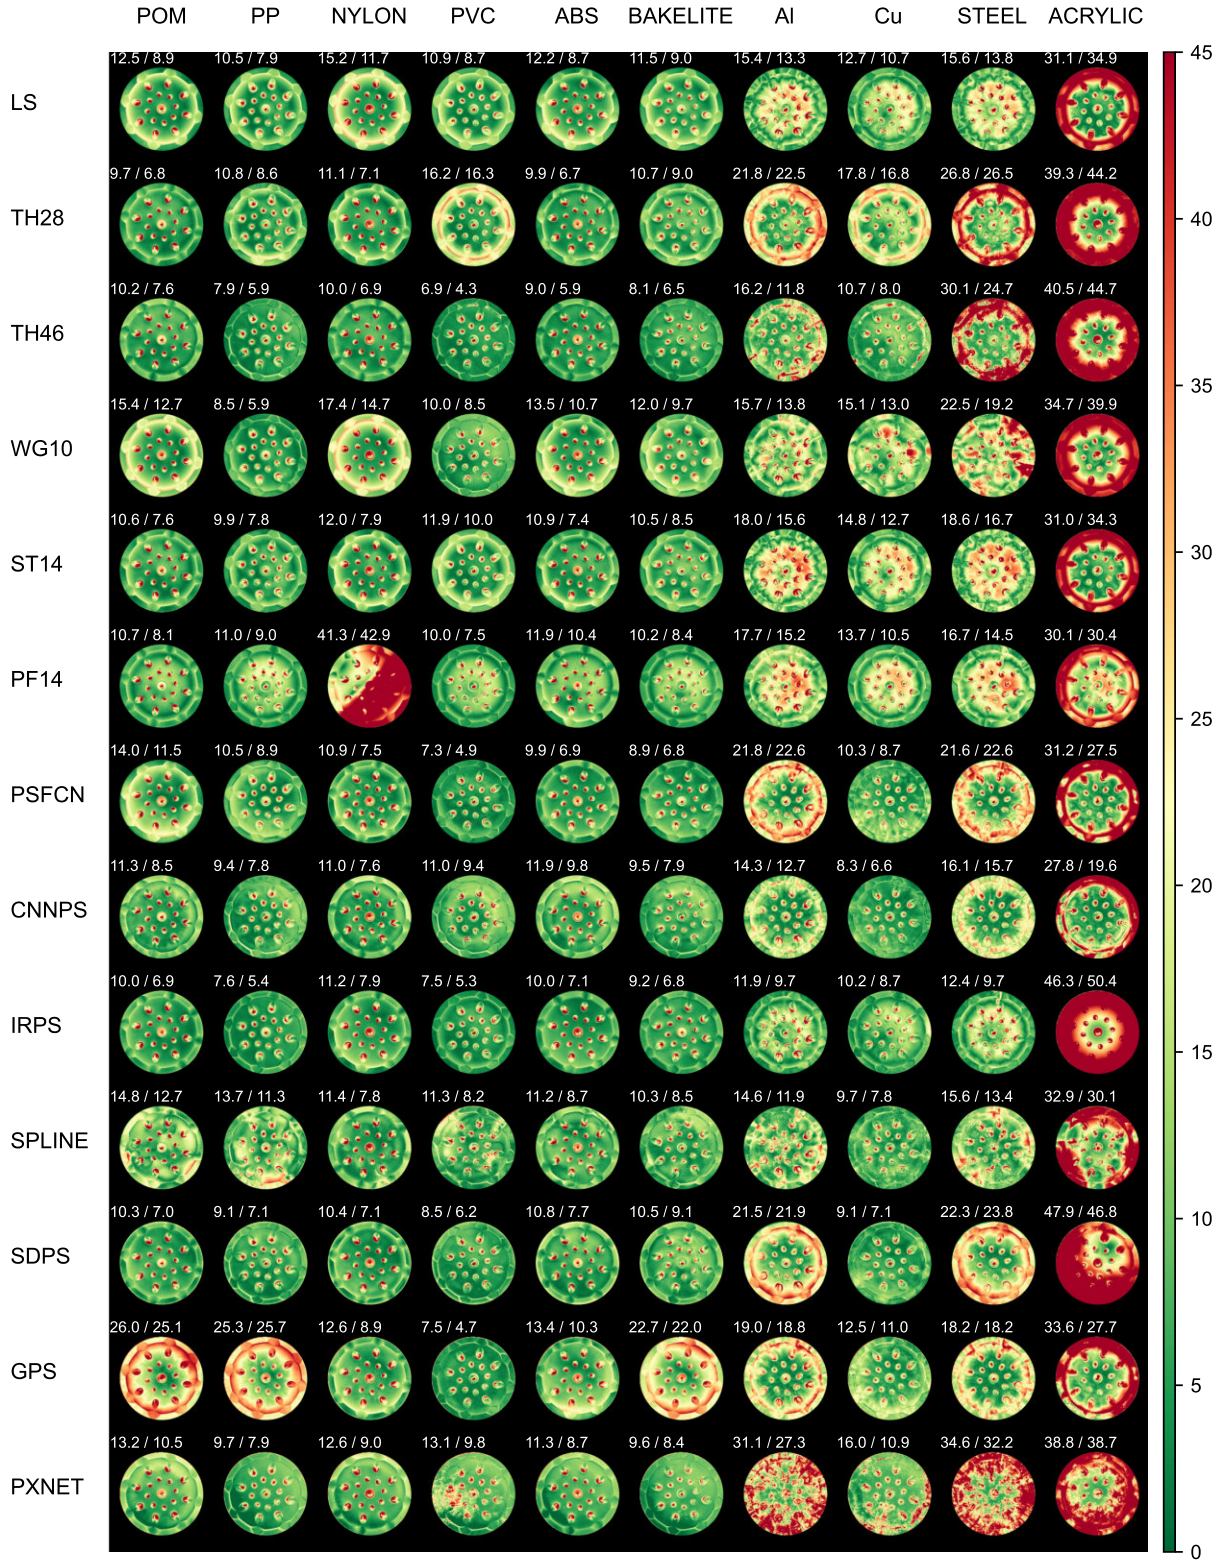 POM PP NYLON PVC ABS BAKELITE Al Cu STEEL ACRYLIC
12.5 / 8.9 10.5 / 7.9 15.2 / 11.7 10.9 / 8.7 12.2 / 8.7 11.5 / 9.0 15.4 / 13.3 12.7 / 10.7 15.6 / 13.8 31.1 / 34.9 45
LS
9.7 / 6.8 10.8 / 8.6 11.1 / 7.1 16.2 / 16.3 9.9 / 6.7 10.7 / 9.0 21.8 / 22.5 17.8 / 16.8 26.8 / 26.5 39.3 / 44.2
TH28 40
10.2 / 7.6 7.9 / 5.9 10.0 / 6.9 6.9 / 4.3 9.0 / 5.9 8.1 / 6.5 16.2 / 11.8 10.7 / 8.0 30.1 / 24.7 40.5 / 44.7
TH46
35
15.4 / 12.7 8.5 / 5.9 17.4 / 14.7 10.0 / 8.5 13.5 / 10.7 12.0 / 9.7 15.7 / 13.8 15.1 / 13.0 22.5 / 19.2 34.7 / 39.9
WG10
10.6 / 7.6 9.9 / 7.8 12.0 / 7.9 11.9 / 10.0 10.9 / 7.4 10.5 / 8.5 18.0 / 15.6 14.8 / 12.7 18.6 / 16.7 31.0 / 34.3
ST14 30
10.7 / 8.1 11.0 / 9.0 41.3 / 42.9 10.0 / 7.5 11.9 / 10.4 10.2 / 8.4 17.7 / 15.2 13.7 / 10.5 16.7 / 14.5 30.1 / 30.4
PF14
25
14.0 / 11.5 10.5 / 8.9 10.9 / 7.5 7.3 / 4.9 9.9 / 6.9 8.9 / 6.8 21.8 / 22.6 10.3 / 8.7 21.6 / 22.6 31.2 / 27.5
PSFCN
11.3 / 8.5 9.4 / 7.8 11.0 / 7.6 11.0 / 9.4 11.9 / 9.8 9.5 / 7.9 14.3 / 12.7 8.3 / 6.6 16.1 / 15.7 27.8 / 19.6
20
CNNPS
10.0 / 6.9 7.6 / 5.4 11.2 / 7.9 7.5 / 5.3 10.0 / 7.1 9.2 / 6.8 11.9 / 9.7 10.2 / 8.7 12.4 / 9.7 46.3 / 50.4
IRPS
15
14.8 / 12.7 13.7 / 11.3 11.4 / 7.8 11.3 / 8.2 11.2 / 8.7 10.3 / 8.5 14.6 / 11.9 9.7 / 7.8 15.6 / 13.4 32.9 / 30.1
SPLINE
10.3 / 7.0 9.1 / 7.1 10.4 / 7.1 8.5 / 6.2 10.8 / 7.7 10.5 / 9.1 21.5 / 21.9 9.1 / 7.1 22.3 / 23.8 47.9 / 46.8
10
SDPS
26.0 / 25.1 25.3 / 25.7 12.6 / 8.9 7.5 / 4.7 13.4 / 10.3 22.7 / 22.0 19.0 / 18.8 12.5 / 11.0 18.2 / 18.2 33.6 / 27.7
GPS
5
13.2 / 10.5 9.7 / 7.9 12.6 / 9.0 13.1 / 9.8 11.3 / 8.7 9.6 / 8.4 31.1 / 27.3 16.0 / 10.9 34.6 / 32.2 38.8 / 38.7
PXNET
0